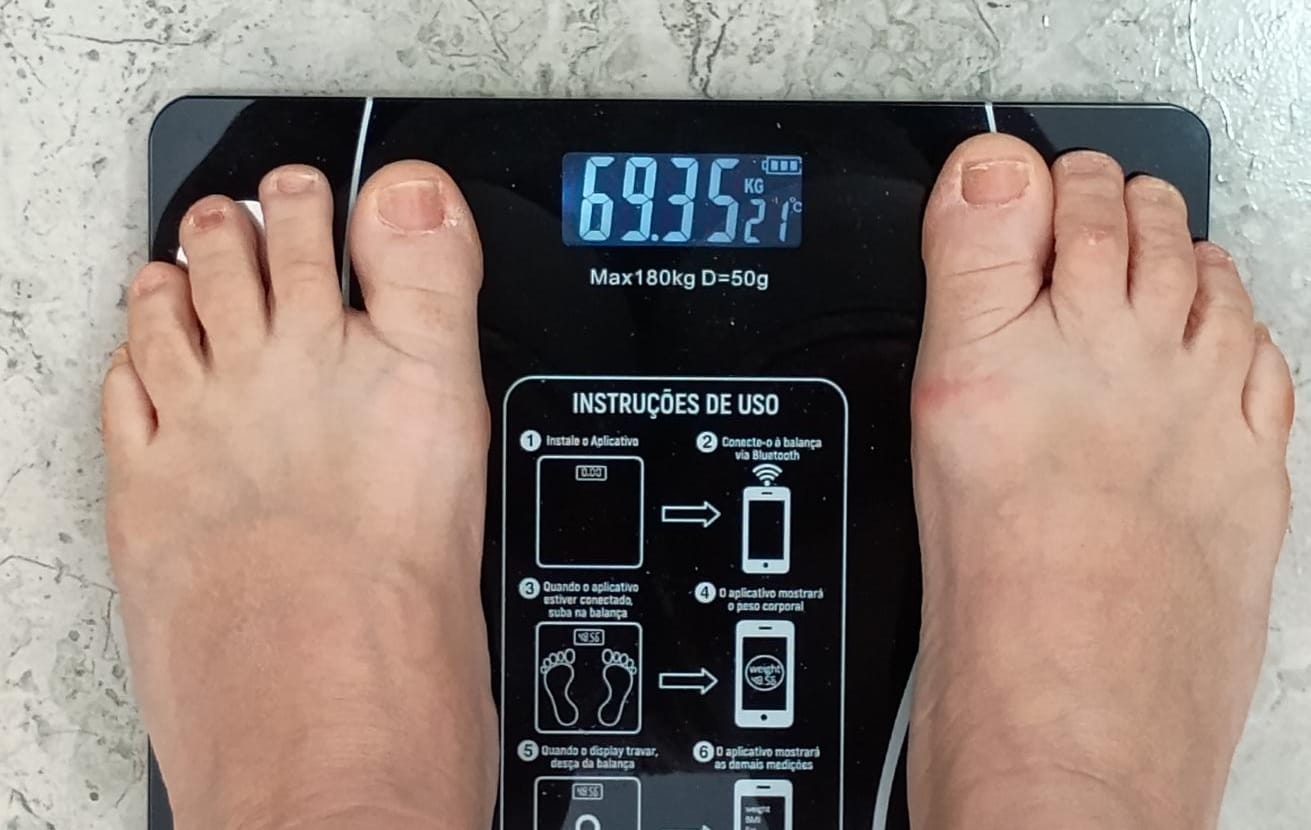 69.35
KG
21°C
Max180kg D=50g
INSTRUÇÕES DE USO
1 Instale o Aplicativo
0.00
2 Conecte-o à balança
via Bluetooth
3 Quando o aplicativo
estiver conectado,
suba na balança
48.56
4 O aplicativo mostrará
o peso corporal
weight
48.56
5 Quando o display travar,
desça da balança
48.56
6 O aplicativo mostrará
as demais medições
weight
BMI